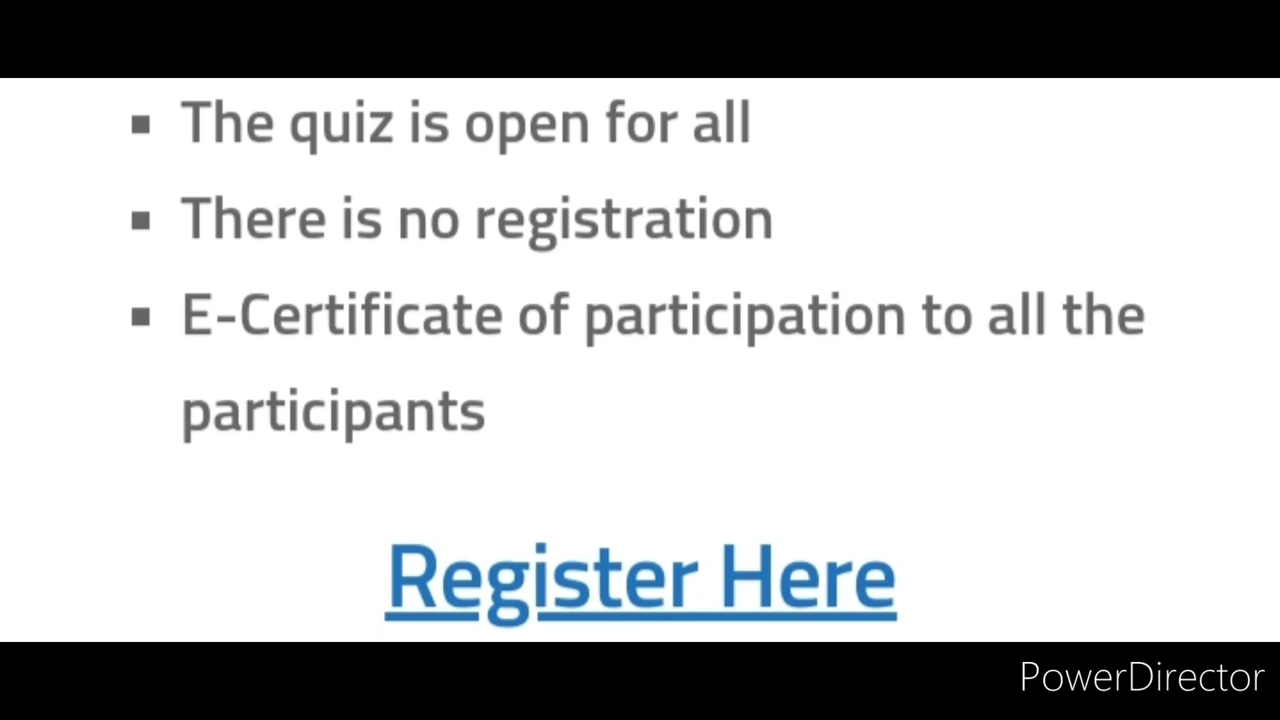 ▪ The quiz is open for all
▪ There is no registration
▪ E-Certificate of participation to all the
participants
Register Here
PowerDirector